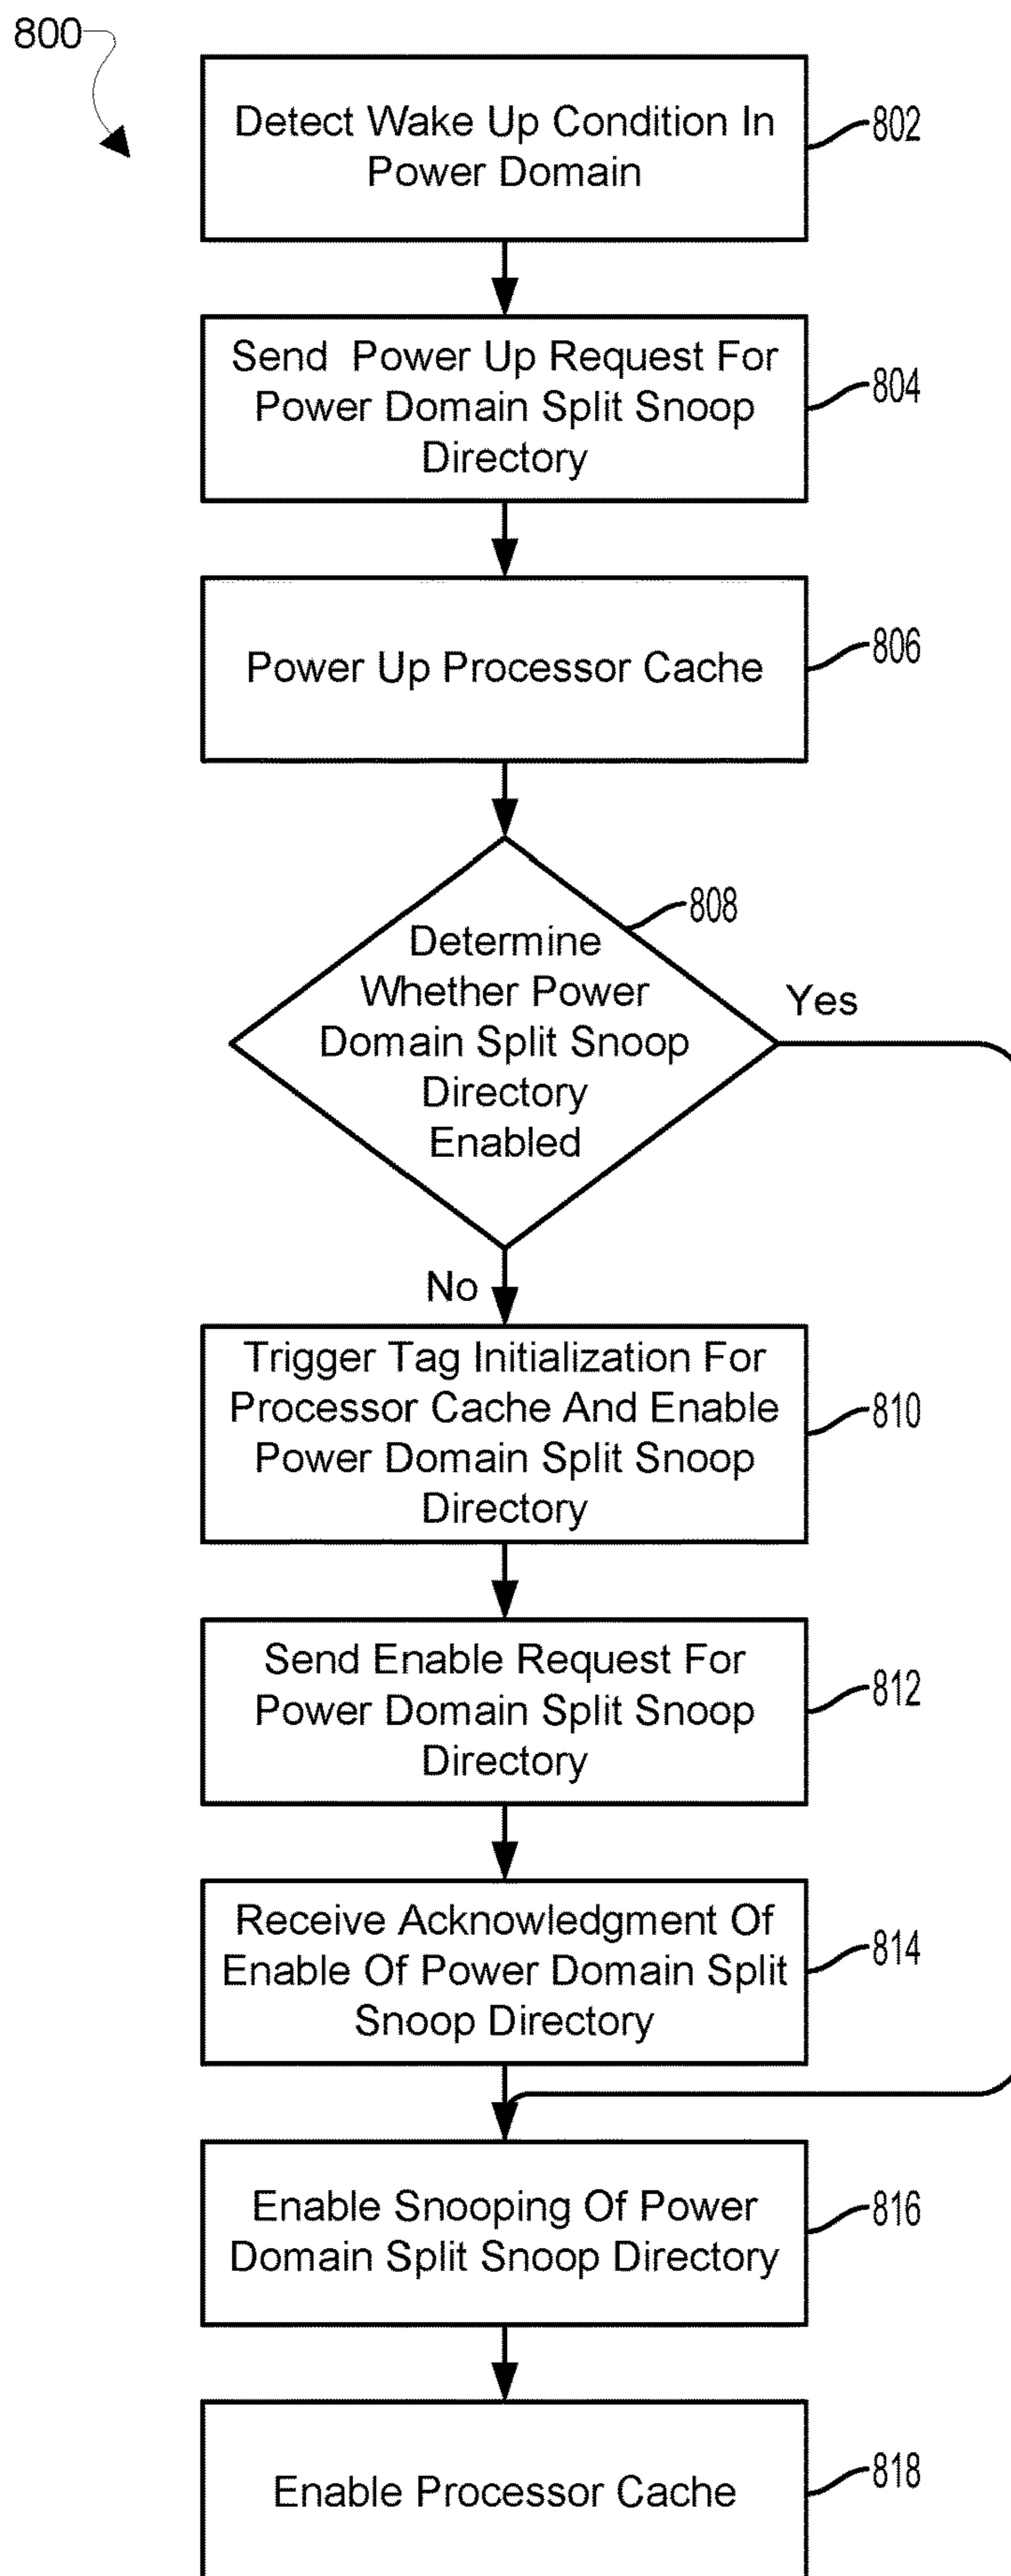 800
Detect Wake Up Condition In
Power Domain
802
Send Power Up Request For
Power Domain Split Snoop
Directory
804
Power Up Processor Cache
806
808
Determine
Whether Power
Domain Split Snoop
Directory
Enabled
Yes
No
Trigger Tag Initialization For
Processor Cache And Enable
Power Domain Split Snoop
Directory
810
Send Enable Request For
Power Domain Split Snoop
Directory
812
Receive Acknowledgment Of
Enable Of Power Domain Split
Snoop Directory
814
Enable Snooping Of Power
Domain Split Snoop Directory
816
Enable Processor Cache
818